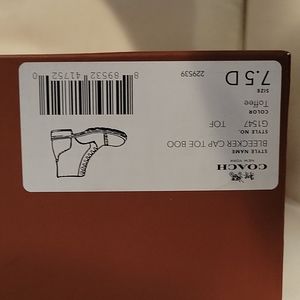 COACH
NEW YORK
STYLE NAME
BLEECKER CAP TOE BOO
STYLE NO.
G1547 TOF
COLOR
Toffee
SIZE
7.5 D
229539
8 89532 41752 0